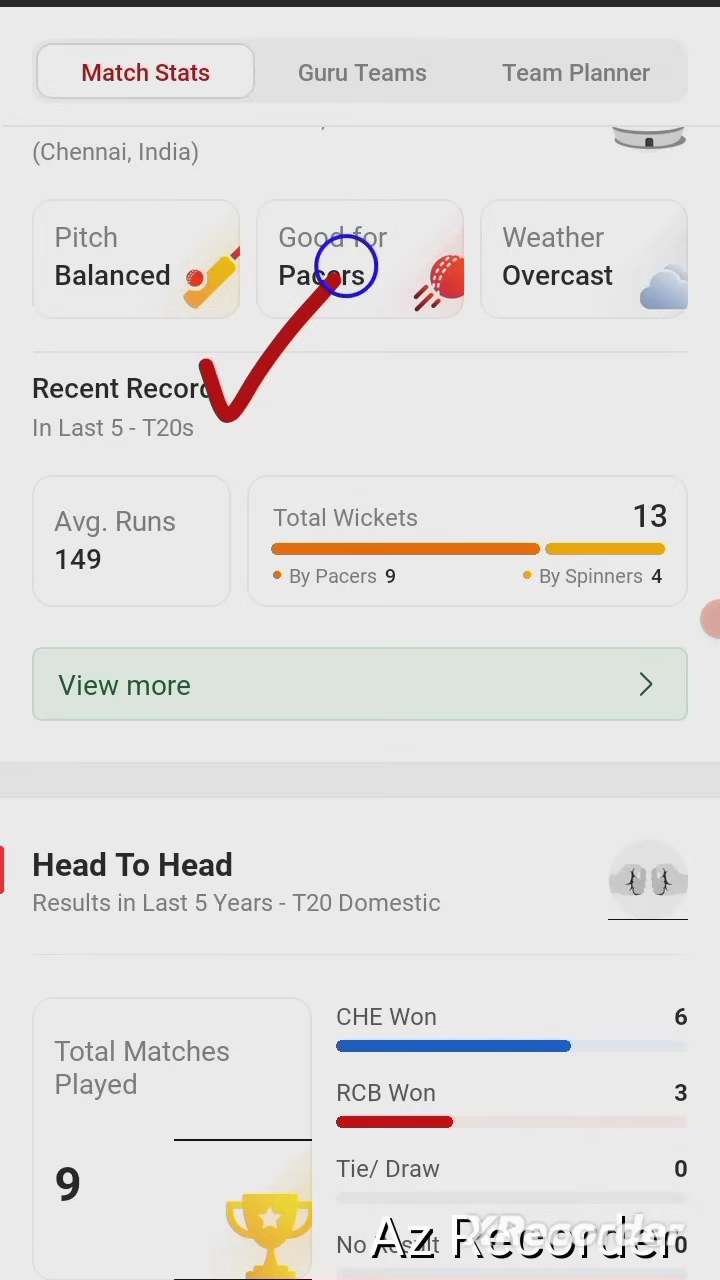 Match Stats
Guru Teams
Team Planner
(Chennai, India)
Pitch
Balanced
Good for
Pacers
Weather
Overcast
Recent Record
In Last 5 - T20s
Avg. Runs
149
Total Wickets
13
By Pacers 9
By Spinners 4
View more
Head To Head
Results in Last 5 Years - T20 Domestic
Total Matches
Played
9
CHE Won
6
RCB Won
3
Tie/ Draw
0
No Result
0
Az Recorder
XRecorder